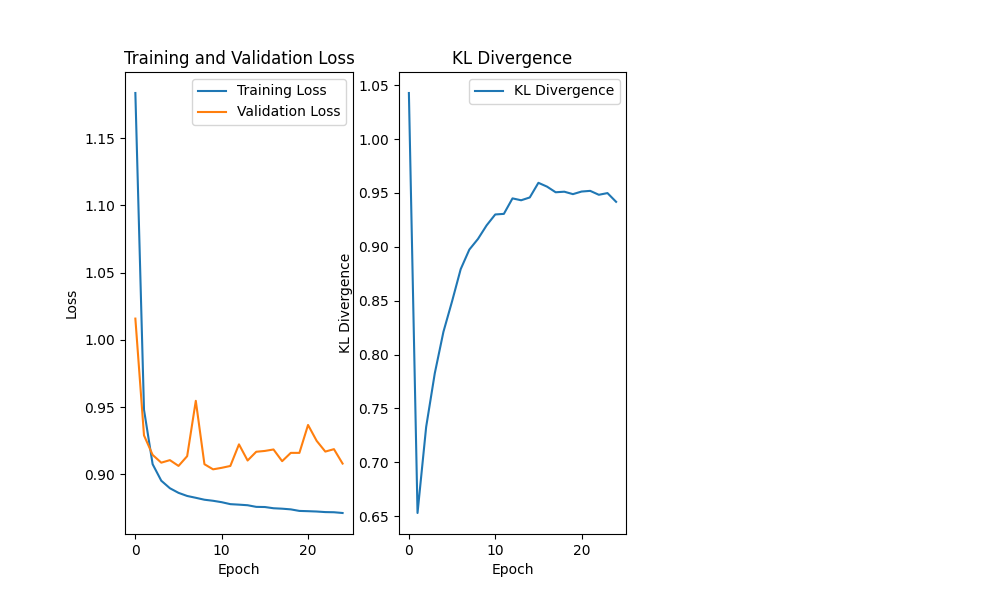 Training and Validation Loss
Training Loss
Validation Loss
1.15
1.10
1.05
1.00
0.95
0.90
Loss
0
10
20
Epoch
KL Divergence
KL Divergence
1.05
1.00
0.95
0.90
0.85
0.80
0.75
0.70
0.65
KL Divergence
0
10
20
Epoch